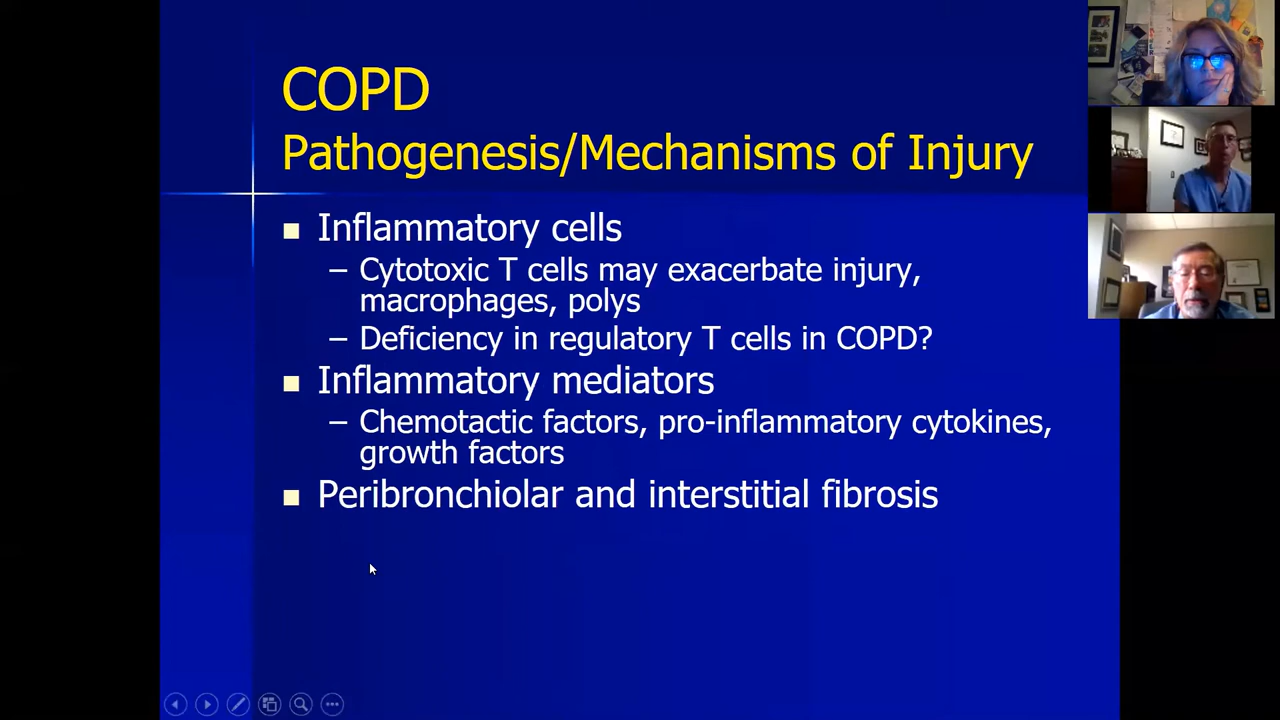 COPD
Pathogenesis/Mechanisms of Injury
Inflammatory cells
– Cytotoxic T cells may exacerbate injury,
macrophages, polys
– Deficiency in regulatory T cells in COPD?
Inflammatory mediators
– Chemotactic factors, pro-inflammatory cytokines,
growth factors
Peribronchiolar and interstitial fibrosis